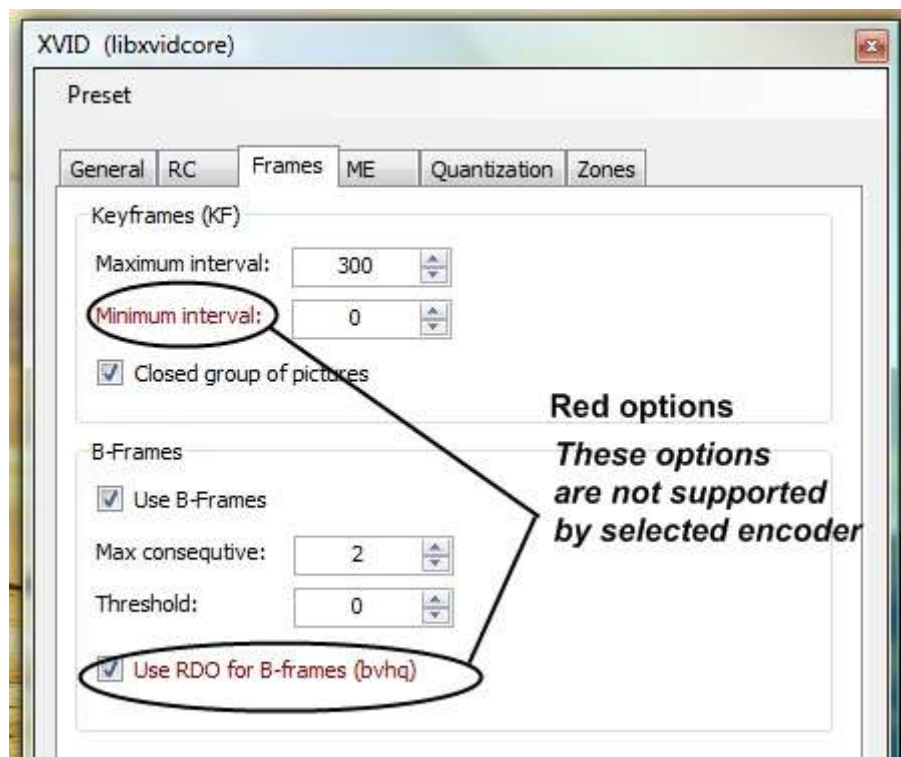 XVID (libxvidcore)
Preset
General RC Frames ME Quantization Zones
Keyframes (KF)
Maximum interval: 300
Minimum interval: 0
Closed group of pictures
Red options
These options
are not supported
by selected encoder
B-Frames
Use B-Frames
Max consequtive: 2
Threshold: 0
Use RDO for B-frames (bvhq)